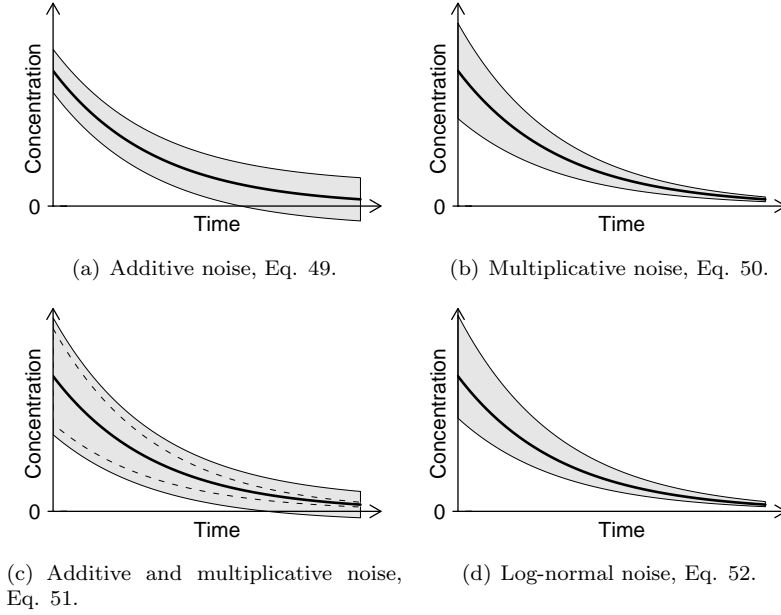 Concentration
0
Time
(a) Additive noise, Eq. 49.
Concentration
0
Time
(b) Multiplicative noise, Eq. 50.
Concentration
0
Time
(c) Additive and multiplicative noise,
Eq. 51.
Concentration
0
Time
(d) Log-normal noise, Eq. 52.